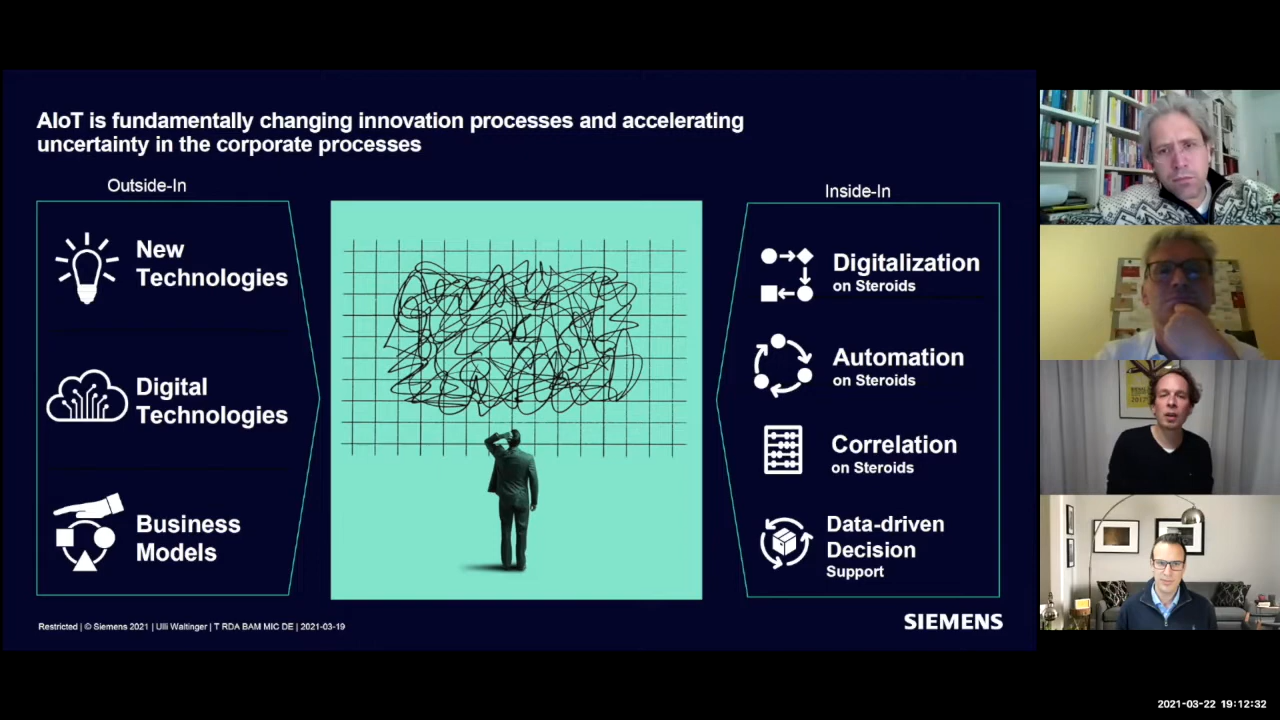 AIoT is fundamentally changing innovation processes and accelerating
uncertainty in the corporate processes
Outside-In
New
Technologies
Digital
Technologies
Business
Models
Inside-In
Digitalization
on Steroids
Automation
on Steroids
Correlation
on Steroids
Data-driven
Decision
Support
Restricted | © Siemens 2021 | Ulli Waltinger | T RDA BAM MIC DE | 2021-03-19
SIEMENS
2021-03-22 19:12:32